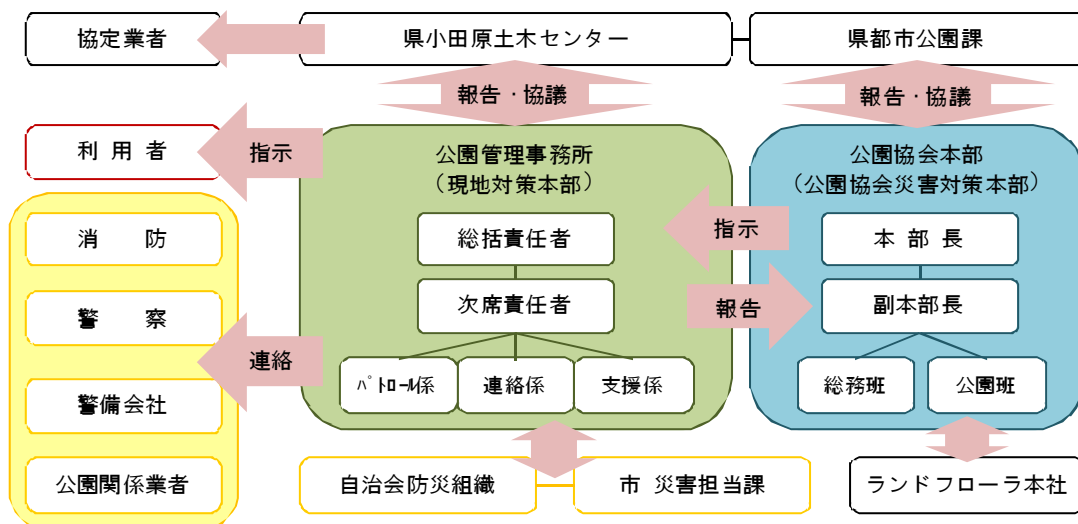 協定業者
県小田原土木センター
県都市公園課
報告・協議
報告・協議
利用者
指示
公園管理事務所
（現地対策本部）
公園協会本部
（公園協会災害対策本部）
消 防
総括責任者
指示
本部長
警 察
次席責任者
報告
副本部長
連絡
ﾊﾟﾄﾛｰﾙ係
連絡係
支援係
総務班
公園班
警備会社
公園関係業者
自治会防災組織
市 災害担当課
ランドフローラ本社